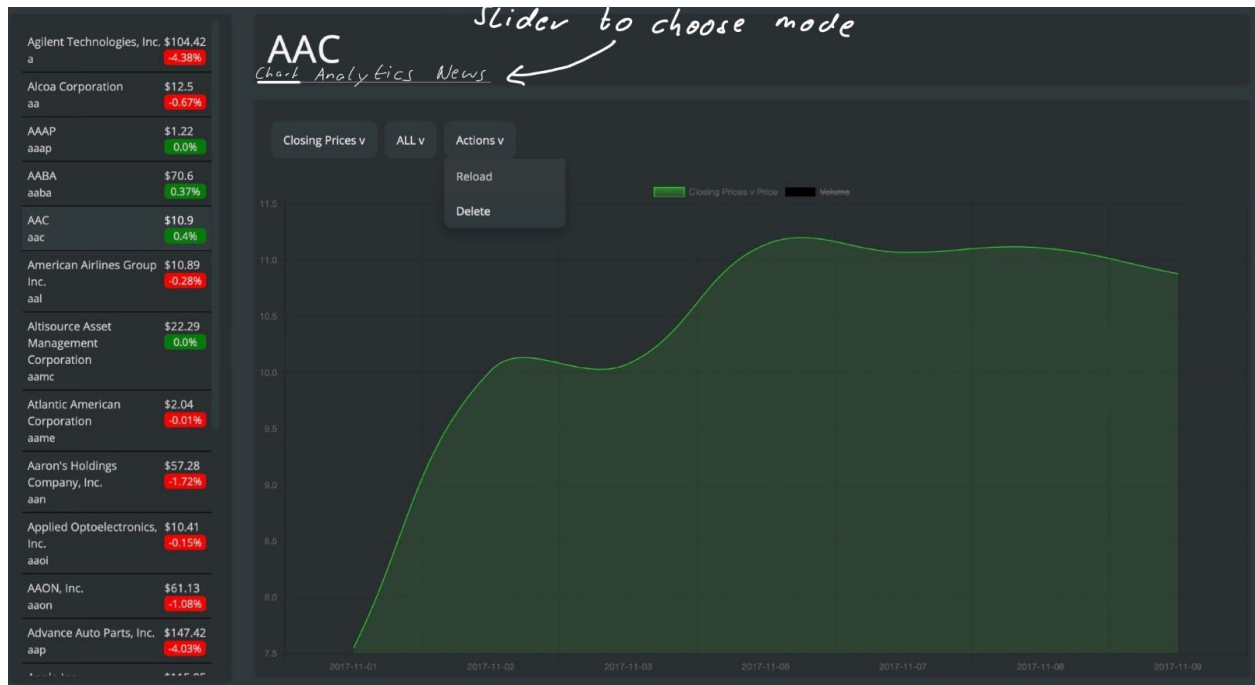 Agilent Technologies, Inc. $104.42
a -4.38%
Alcoa Corporation $12.5
aa -0.67%
AAAP $1.22
aaap 0.0%
AABA $70.6
aaba 0.37%
AAC $10.9
aac 0.4%
American Airlines Group $10.89
Inc. -0.28%
aal
Altisource Asset $22.29
Management 0.0%
Corporation
aamc
Atlantic American $2.04
Corporation -0.01%
aame
Aaron's Holdings $57.28
Company, Inc. -1.72%
aan
Applied Optoelectronics, $10.41
Inc. -0.15%
aaoi
AAON, Inc. $61.13
aaon -1.08%
Advance Auto Parts, Inc. $147.42
aap -4.03%
Slider to choose mode
AAC
Chart Analytics News
Closing Prices v ALL v Actions v
Reload
Delete
Closing Prices v Price Volume
11.5
11.0
10.5
10.0
9.5
9.0
8.5
8.0
7.5
2017-11-01 2017-11-02 2017-11-03 2017-11-06 2017-11-07 2017-11-08 2017-11-09